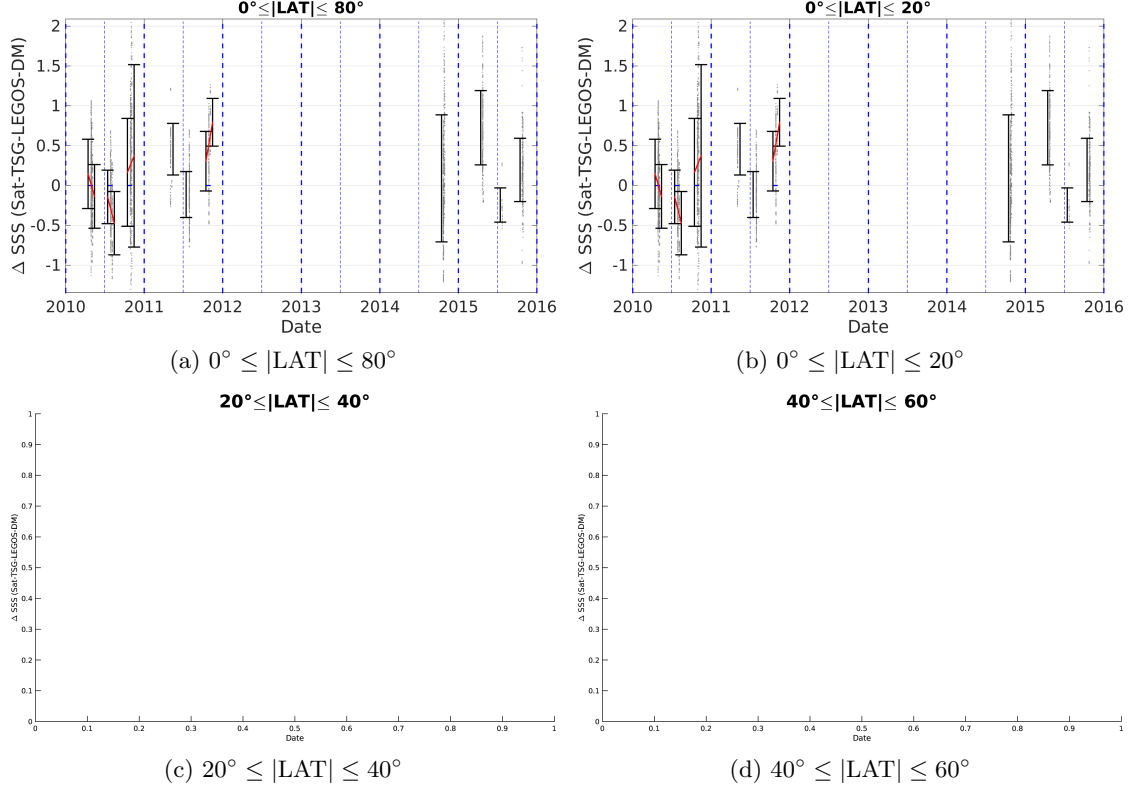 0°≤|LAT|≤ 80°
Δ SSS (Sat-TSG-LEGOS-DM)
2
1.5
1
0.5
0
-0.5
-1
2010 2011 2012 2013 2014 2015 2016
Date
(a) 0° ≤ |LAT| ≤ 80°
0°≤|LAT|≤ 20°
Δ SSS (Sat-TSG-LEGOS-DM)
2
1.5
1
0.5
0
-0.5
-1
2010 2011 2012 2013 2014 2015 2016
Date
(b) 0° ≤ |LAT| ≤ 20°
20°≤|LAT|≤ 40°
Δ SSS (Sat-TSG-LEGOS-DM)
1
0.9
0.8
0.7
0.6
0.5
0.4
0.3
0.2
0.1
0
0 0.1 0.2 0.3 0.4 0.5 0.6 0.7 0.8 0.9 1
Date
(c) 20° ≤ |LAT| ≤ 40°
40°≤|LAT|≤ 60°
Δ SSS (Sat-TSG-LEGOS-DM)
1
0.9
0.8
0.7
0.6
0.5
0.4
0.3
0.2
0.1
0
0 0.1 0.2 0.3 0.4 0.5 0.6 0.7 0.8 0.9 1
Date
(d) 40° ≤ |LAT| ≤ 60°